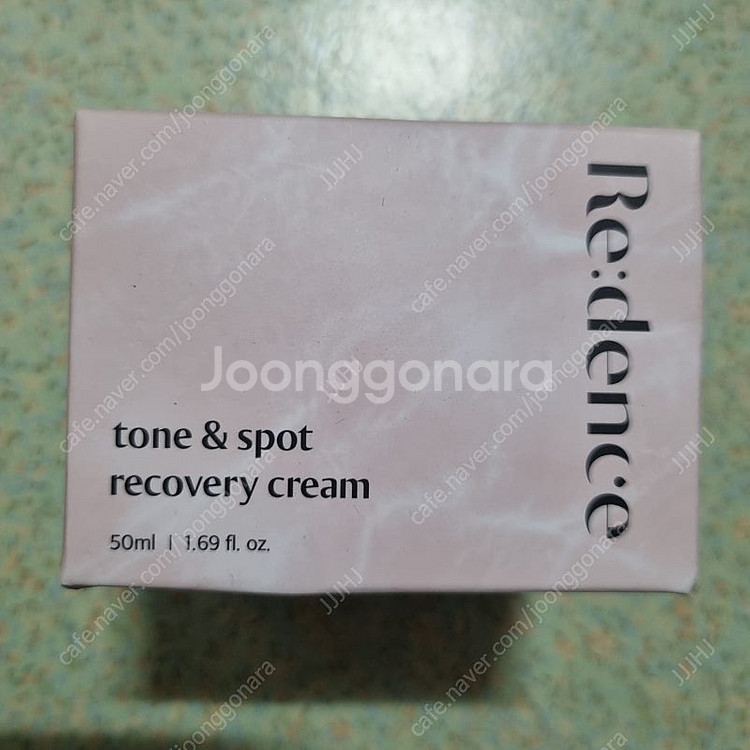 Re:dence
tone & spot
recovery cream
50ml | 1.69 fl. oz.
Joonggonara
cafe.naver.com/joonggonara
JJJHJ